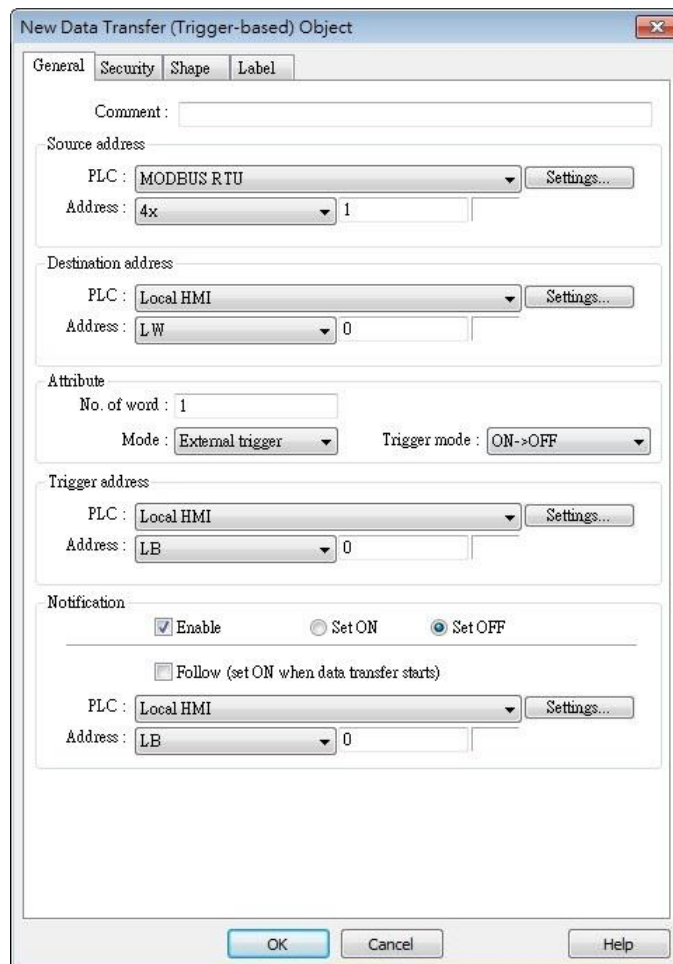 New Data Transfer (Trigger-based) Object
General Security Shape Label
Comment :
Source address
PLC : MODBUS RTU Settings...
Address : 4x 1
Destination address
PLC : Local HMI Settings...
Address : LW 0
Attribute
No. of word : 1
Mode : External trigger Trigger mode : ON->OFF
Trigger address
PLC : Local HMI Settings...
Address : LB 0
Notification
Enable Set ON Set OFF
Follow (set ON when data transfer starts)
PLC : Local HMI Settings...
Address : LB 0
OK Cancel Help